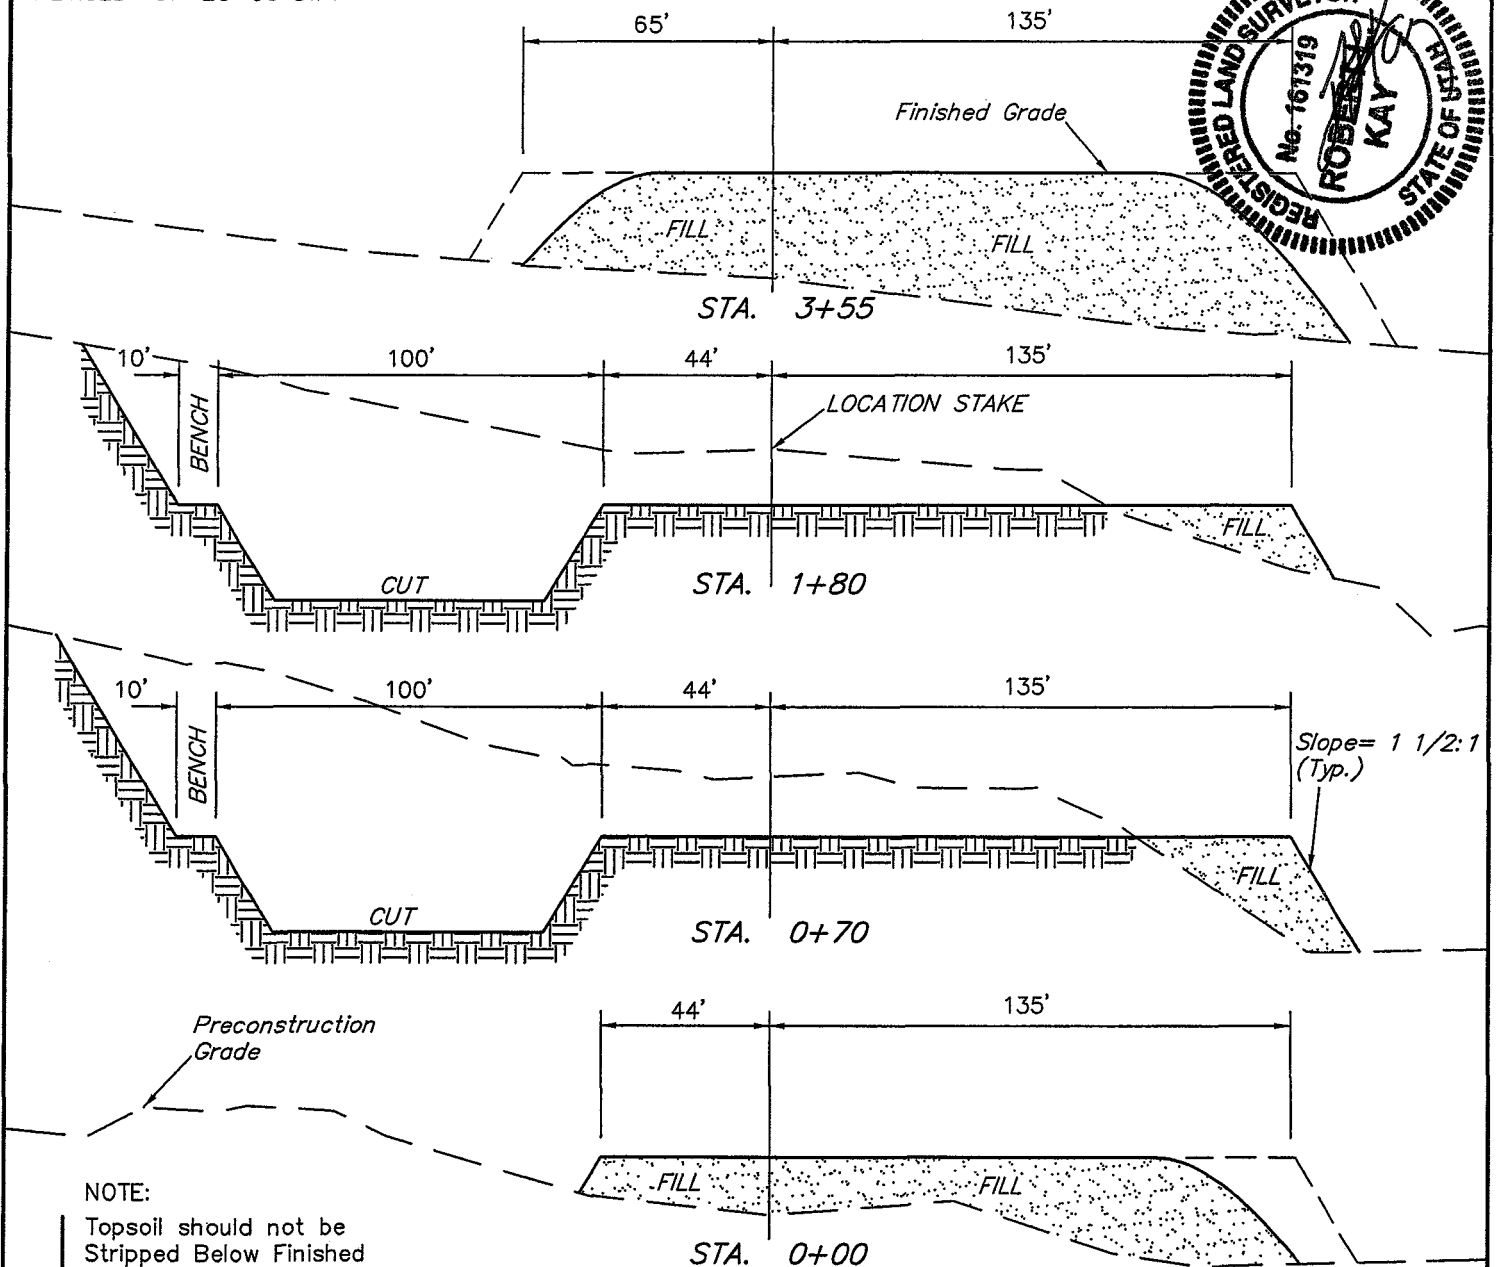 65'
135'
REGISTERED LAND SURVEYOR
No. 161319
ROBERT
KAY
STATE OF UTAH
Finished Grade
FILL
FILL
STA. 3+55
10'
100'
44'
135'
BENCH
LOCATION STAKE
FILL
CUT
STA. 1+80
10'
100'
44'
135'
BENCH
Slope= 1 1/2:1
(Typ.)
FILL
CUT
STA. 0+70
44'
135'
Preconstruction
Grade
FILL
FILL
NOTE:
Topsoil should not be
Stripped Below Finished
STA. 0+00